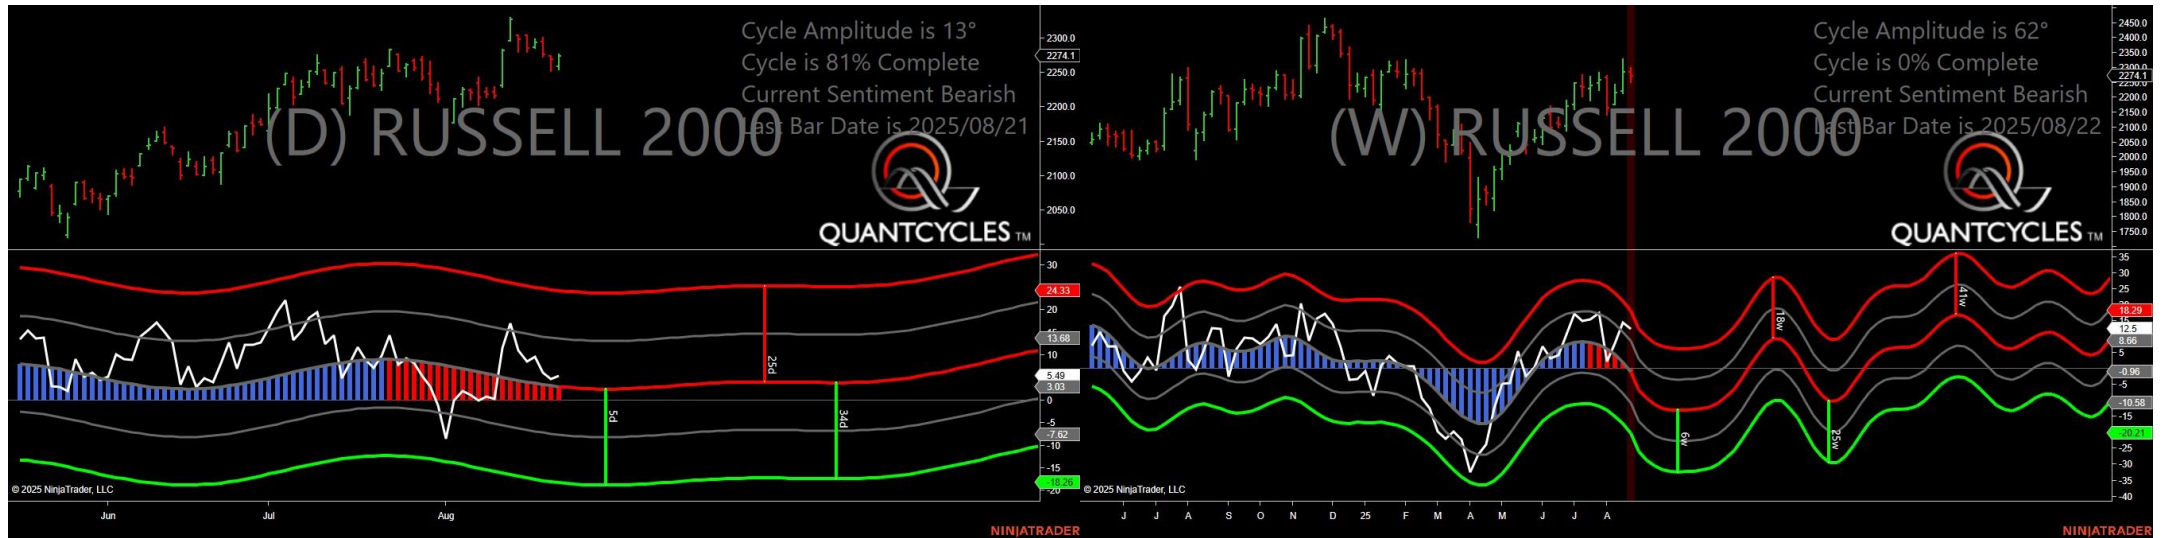 Cycle Amplitude is 13°
Cycle is 81% Complete
Current Sentiment Bearish
Last Bar Date is 2025/08/21
(D) RUSSELL 2000
QUANTCYCLES TM
2300.0
2274.1
2250.0
2200.0
2150.0
2100.0
2050.0
30
24.33
20
15
13.68
10
5.49
3.03
0
-5
-7.62
-10
-15
-18.26
-20
25d
5d
34d
© 2025 NinjaTrader, LLC
Jun
Jul
Aug
NINJATRADER
Cycle Amplitude is 62°
Cycle is 0% Complete
Current Sentiment Bearish
Last Bar Date is 2025/08/22
(W) RUSSELL 2000
QUANTCYCLES TM
2450.0
2400.0
2350.0
2300.0
2274.1
2250.0
2200.0
2150.0
2100.0
2050.0
2000.0
1950.0
1900.0
1850.0
1800.0
1750.0
35
30
25
18.29
15
12.5
8.66
5
-0.96
-5
-10.58
-15
-20.21
-25
-30
-35
-40
18w
41w
6w
25w
© 2025 NinjaTrader, LLC
J
J
A
S
O
N
D
25
F
M
A
M
J
J
A
NINJATRADER